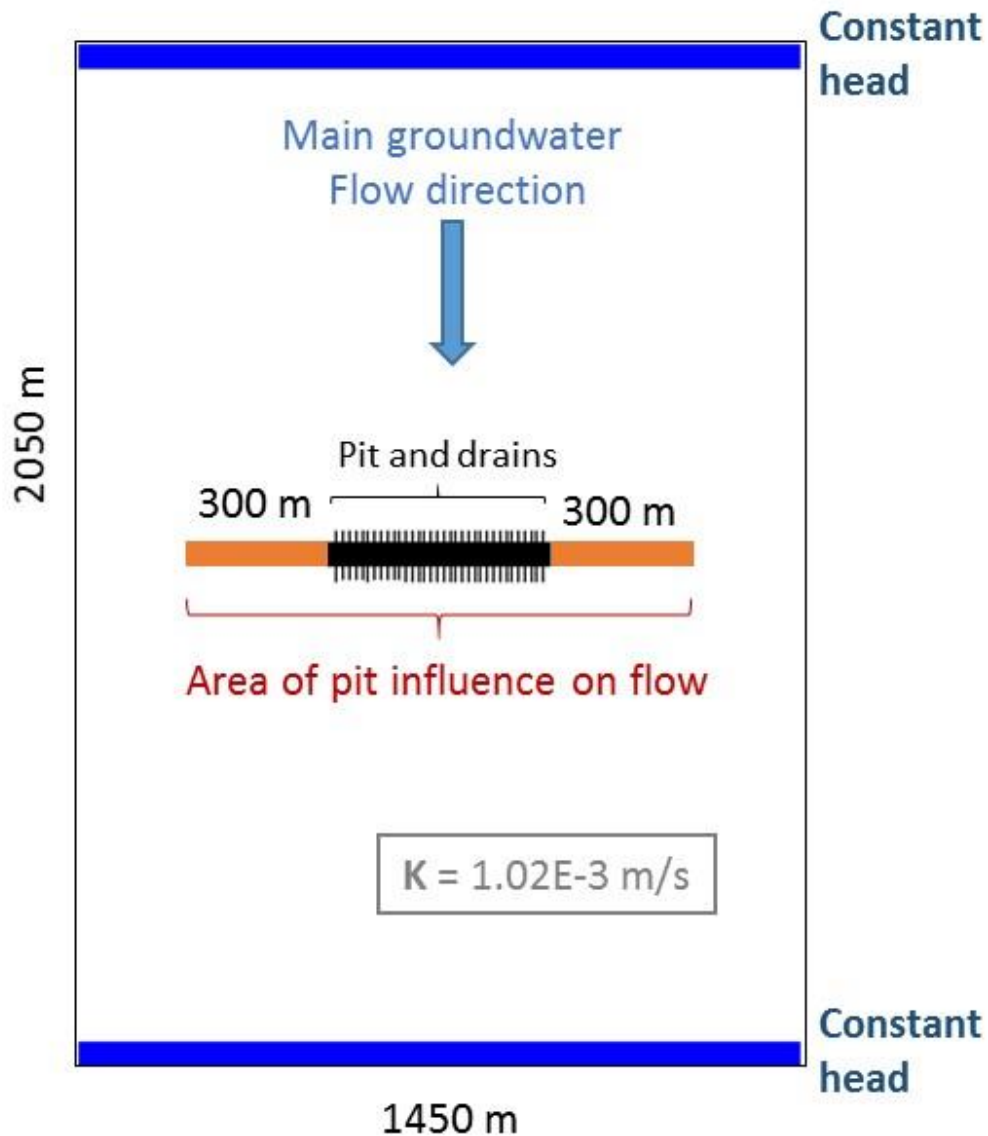 Constant
head
Main groundwater
Flow direction
2050 m
Pit and drains
300 m
300 m
Area of pit influence on flow
K = 1.02E-3 m/s
Constant
head
1450 m